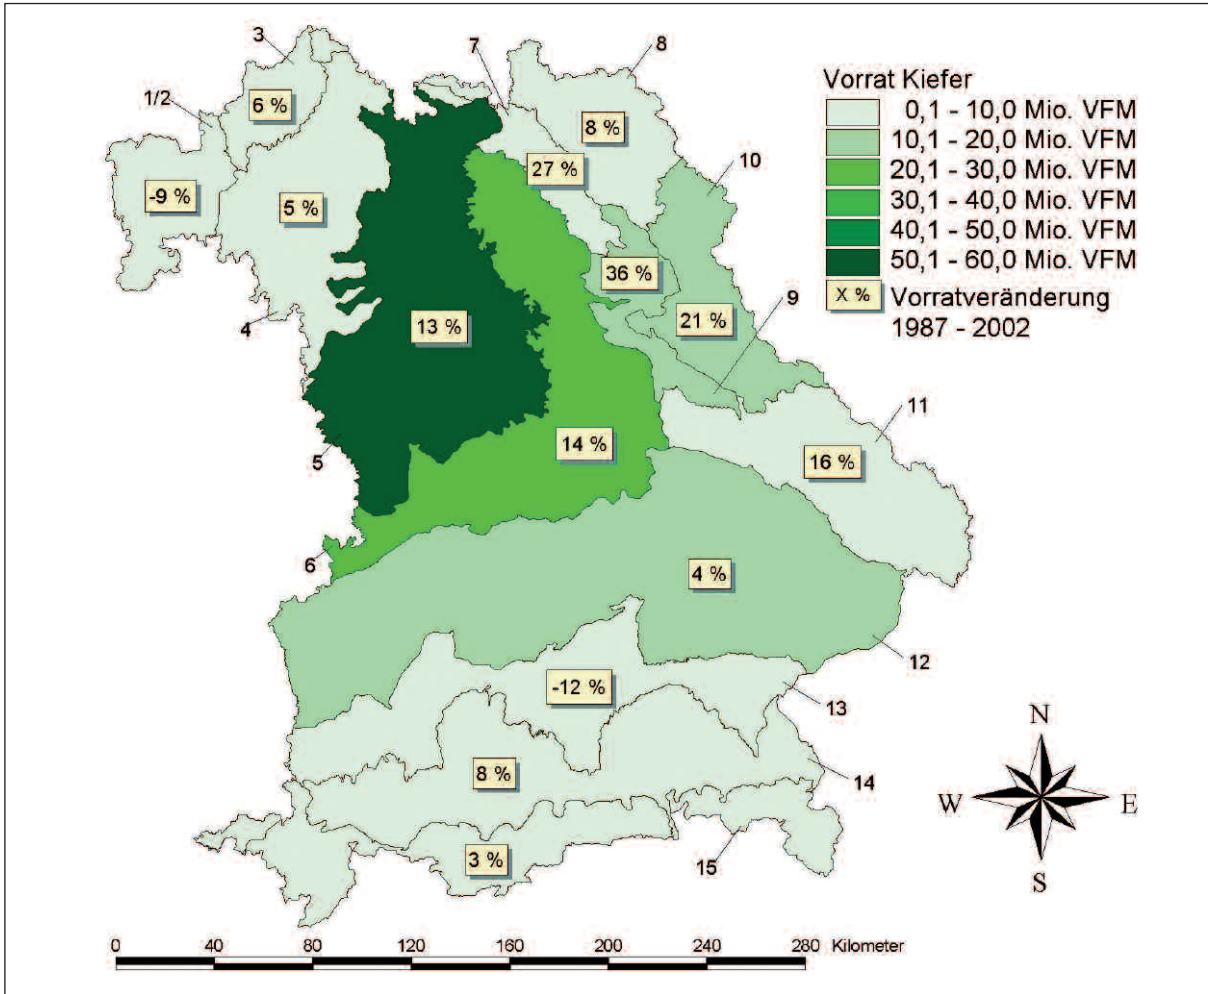 3
7
8
1/2
6 %
8 %
10
27 %
-9 %
5 %
36 %
9
4
13 %
21 %
11
14 %
16 %
5
6
4 %
12
-12 %
13
8 %
14
3 %
15
Vorrat Kiefer
0,1 - 10,0 Mio. VFM
10,1 - 20,0 Mio. VFM
20,1 - 30,0 Mio. VFM
30,1 - 40,0 Mio. VFM
40,1 - 50,0 Mio. VFM
50,1 - 60,0 Mio. VFM
X % Vorratveränderung
1987 - 2002
N
W E
S
0 40 80 120 160 200 240 280 Kilometer